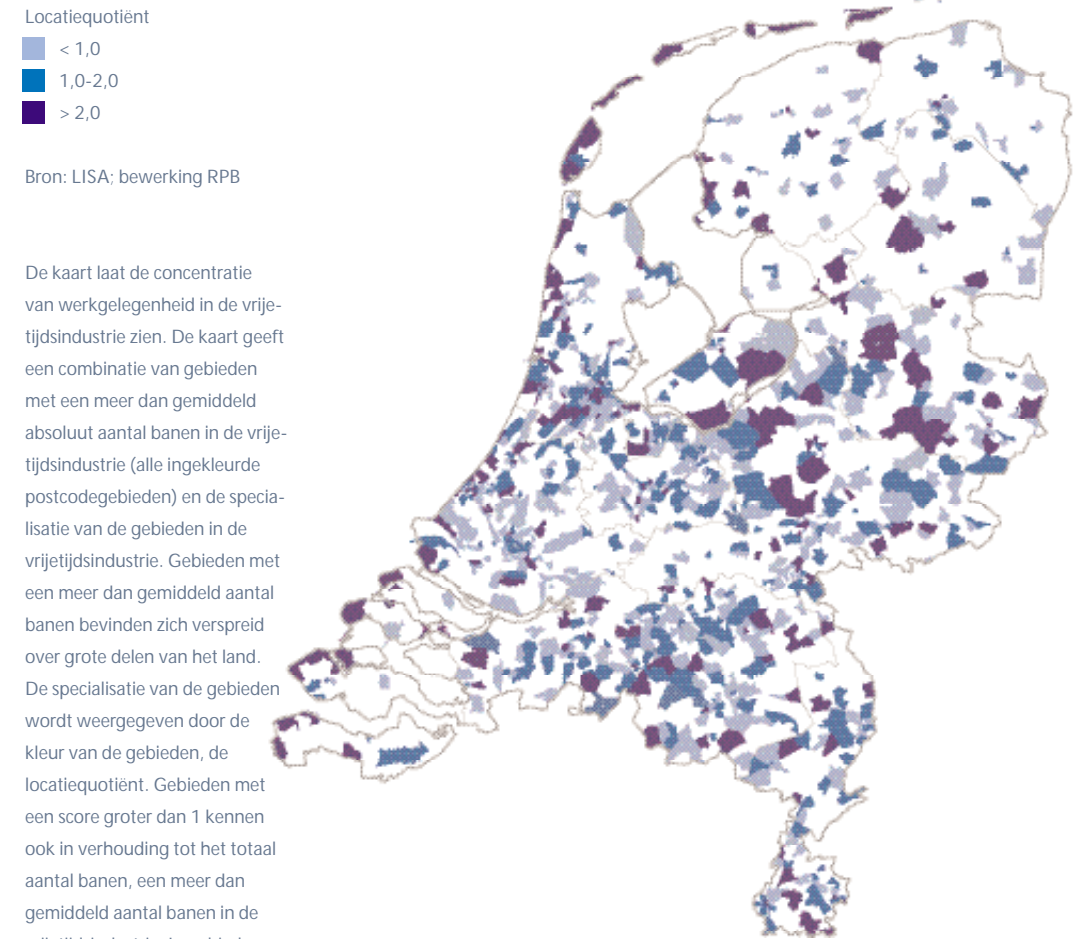 Locatiequotiënt
< 1,0
1,0-2,0
> 2,0
Bron: LISA; bewerking RPB
De kaart laat de concentratie
van werkgelegenheid in de vrije-
tijdsindustrie zien. De kaart geeft
een combinatie van gebieden
met een meer dan gemiddeld
absoluut aantal banen in de vrije-
tijdsindustrie (alle ingekleurde
postcodegebieden) en de specia-
lisatie van de gebieden in de
vrijetijdsindustrie. Gebieden met
een meer dan gemiddeld aantal
banen bevinden zich verspreid
over grote delen van het land.
De specialisatie van de gebieden
wordt weergegeven door de
kleur van de gebieden, de
locatiequotiënt. Gebieden met
een score groter dan 1 kennen
ook in verhouding tot het totaal
aantal banen, een meer dan
gemiddeld aantal banen in de